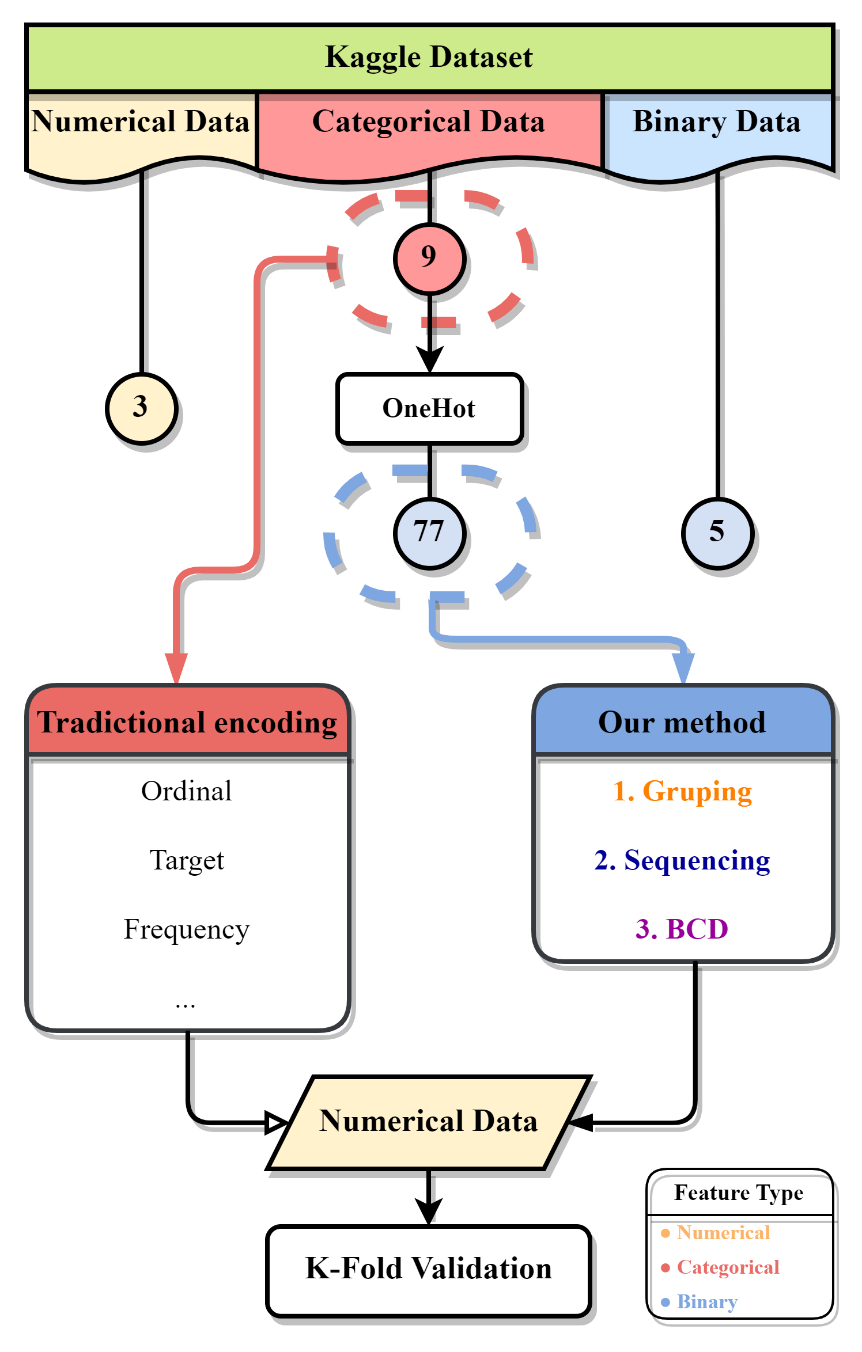 Kaggle Dataset
Numerical Data
Categorical Data
Binary Data
9
3
OneHot
77
5
Tradictional encoding
Ordinal
Target
Frequency
...
Our method
1. Gruping
2. Sequencing
3. BCD
Numerical Data
K-Fold Validation
Feature Type
● Numerical
● Categorical
● Binary